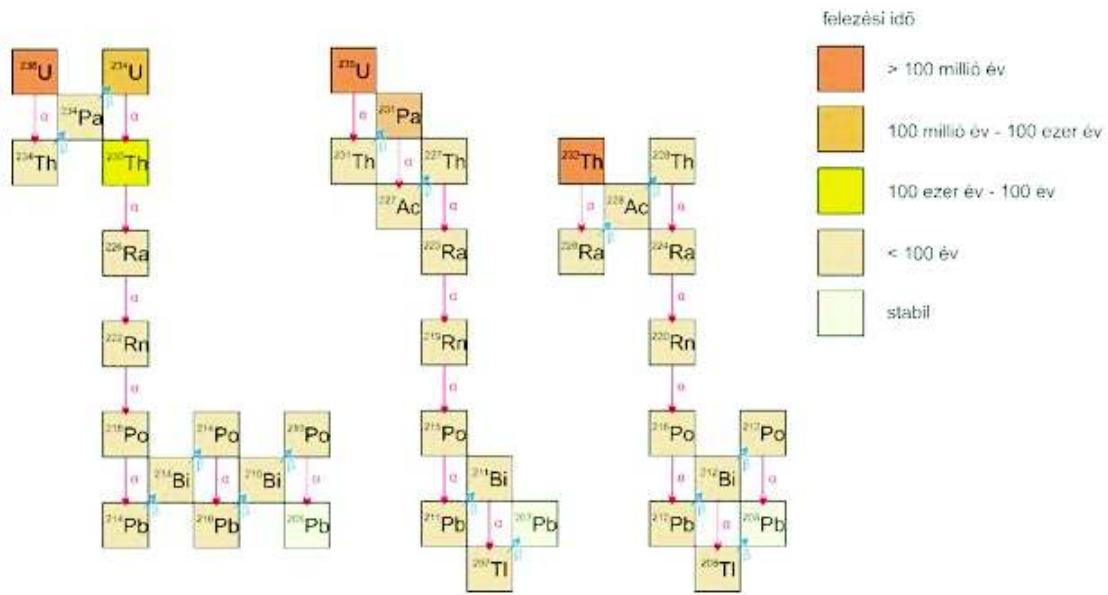 felezési idő
> 100 millió év
100 millió év - 100 ezer év
100 ezer év - 100 év
< 100 év
stabil
238U
234U
α
234Pa
β
β
α
234Th
β
230Th
α
226Ra
α
222Rn
α
218Po
214Po
210Po
α
β
214Bi
α
β
210Bi
α
β
214Pb
β
210Pb
β
206Pb
235U
α
231Pa
231Th
β
α
227Th
227Ac
β
α
223Ra
α
219Rn
α
215Po
α
211Bi
β
211Pb
α
207Pb
β
207Tl
232Th
228Th
α
228Ac
β
α
228Ra
β
224Ra
α
220Rn
α
216Po
212Po
α
212Bi
β
α
212Pb
β
α
208Pb
β
208Tl